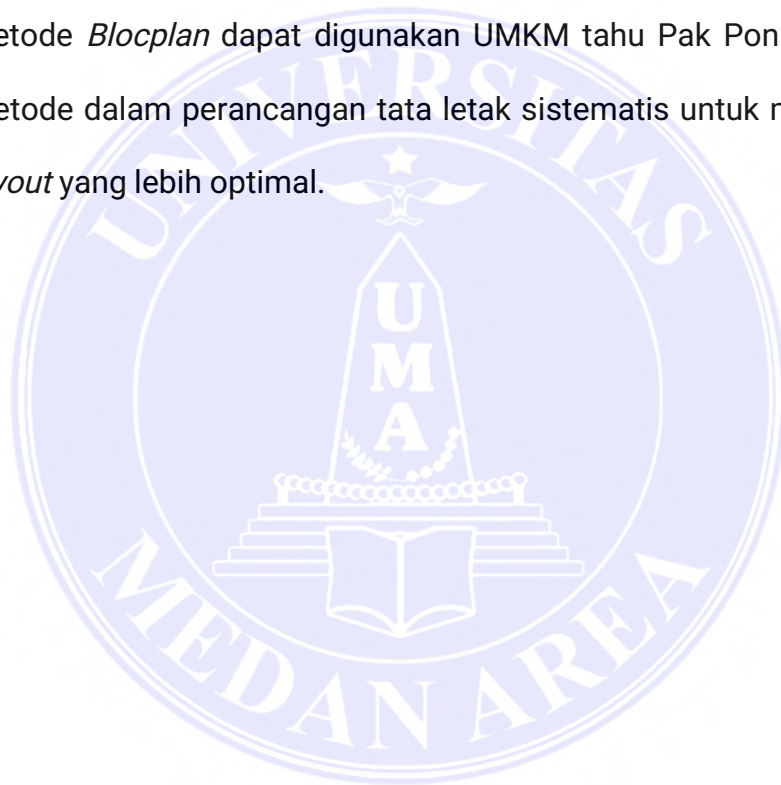 etode Blocplan dapat digunakan UMKM tahu Pak Pon
etode dalam perancangan tata letak sistematis untuk
yout yang lebih optimal.
UNIVERSITAS
U
M
A
MEDAN AREA